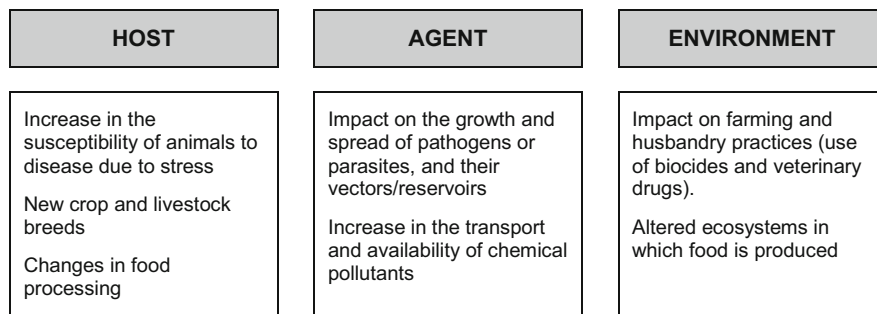 HOST
Increase in the
susceptibility of animals to
disease due to stress
New crop and livestock
breeds
Changes in food
processing
AGENT
Impact on the growth and
spread of pathogens or
parasites, and their
vectors/reservoirs
Increase in the transport
and availability of chemical
pollutants
ENVIRONMENT
Impact on farming and
husbandry practices (use
of biocides and veterinary
drugs).
Altered ecosystems in
which food is produced